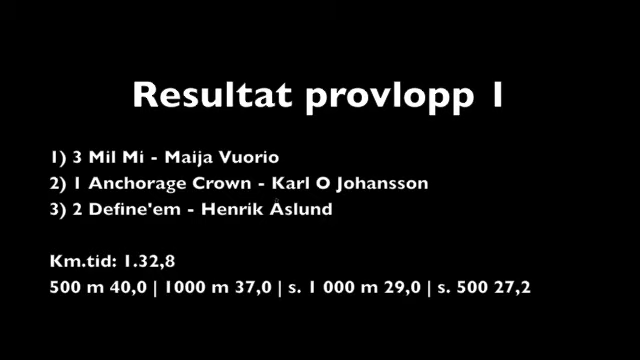 Resultat provlopp 1
1) 3 Mil Mi - Maija Vuorio
2) 1 Anchorage Crown - Karl O Johansson
3) 2 Define'em - Henrik Åslund
Km.tid: 1.32,8
500 m 40,0 | 1000 m 37,0 | s. 1 000 m 29,0 | s. 500 27,2